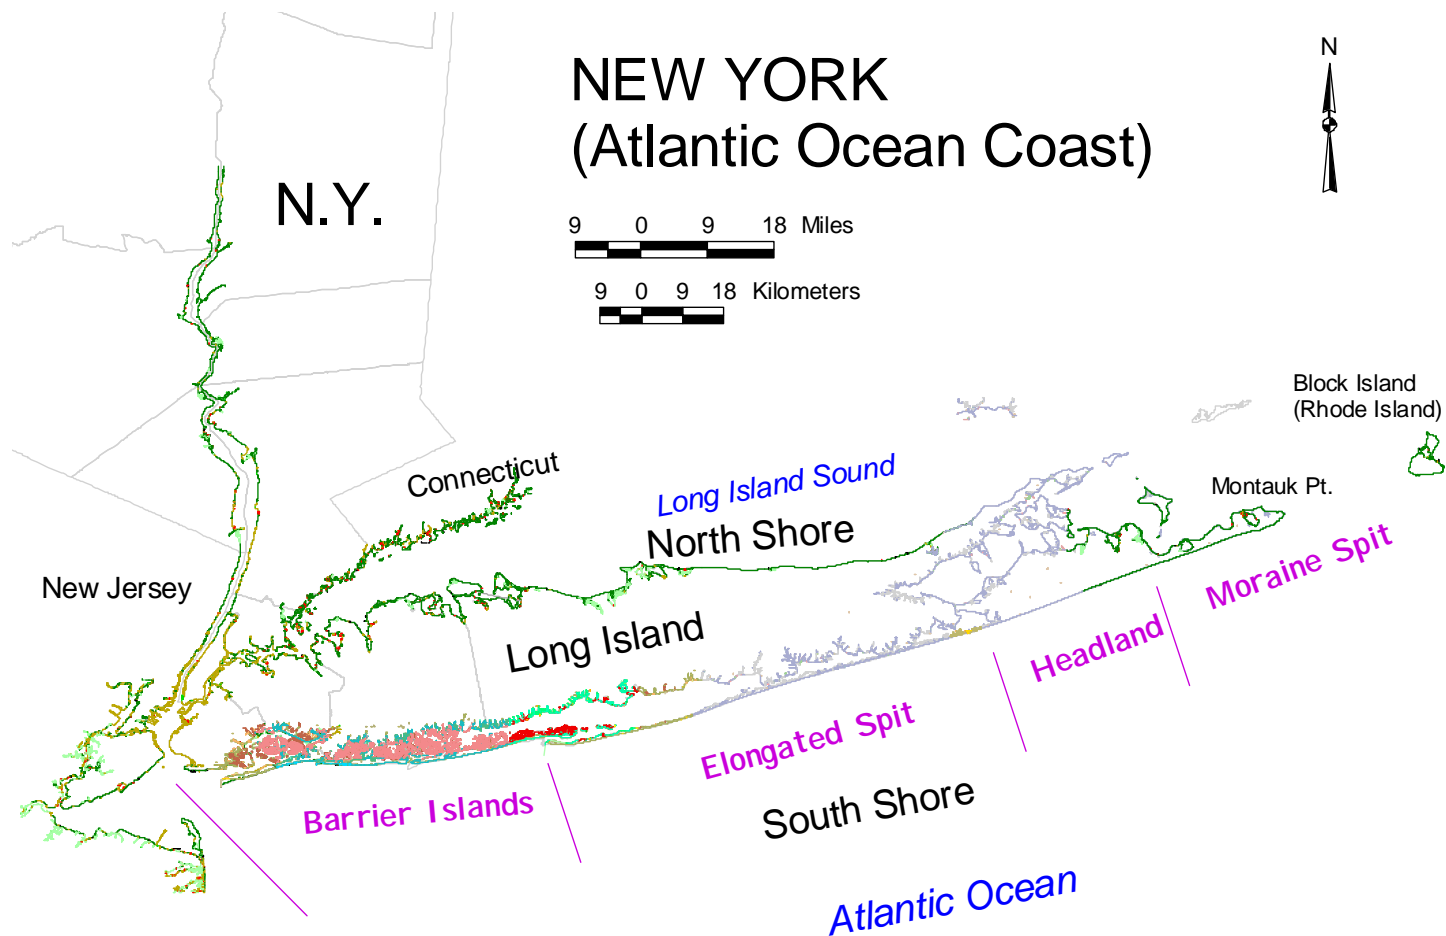 NEW YORK
(Atlantic Ocean Coast)
N
N.Y.
9 0 9 18 Miles
9 0 9 18 Kilometers
Block Island
(Rhode Island)
Connecticut
Long Island Sound
Montauk Pt.
North Shore
New Jersey
Moraine Spit
Long Island
Headland
Elongated Spit
Barrier Islands
South Shore
Atlantic Ocean